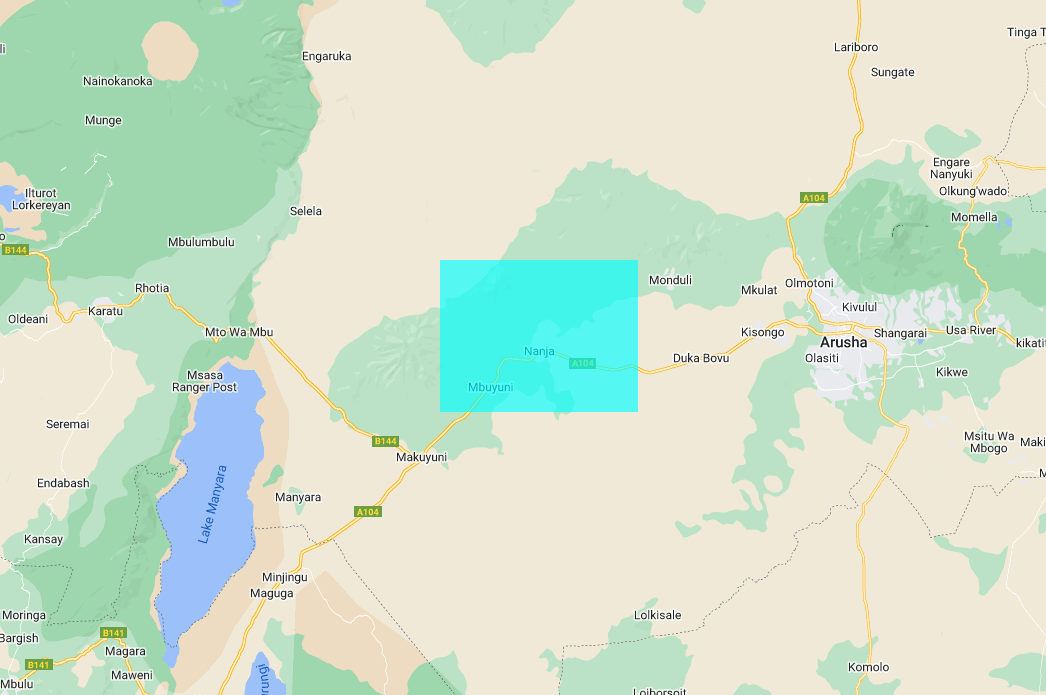 Engaruka
Lariboro
Tinga T
Sungate
Nainokanoka
Munge
Engare
Nanyuki
Olkung'wado
Ilturot
Lorkereyan
A104
Selela
Momella
Mbulumbulu
B144
Monduli
Mkulat
Olmotoni
Rhotia
Kivulul
Karatu
Oldeani
Mto Wa Mbu
Kisongo
Shangarai
Usa River
Arusha
kikatit
Nanja
A104
Duka Bovu
Olasiti
Kikwe
Msasa
Ranger Post
Mbuyuni
Seremai
B144
Msitu Wa
Mbogo
Maki
Makuyuni
Endabash
Manyara
Lake Manyara
A104
Kansay
Minjingu
Maguga
Moringa
Lolkisale
Bargish
B141
Magara
B141
Maweni
Komolo
Mbulu
Loiborsoit